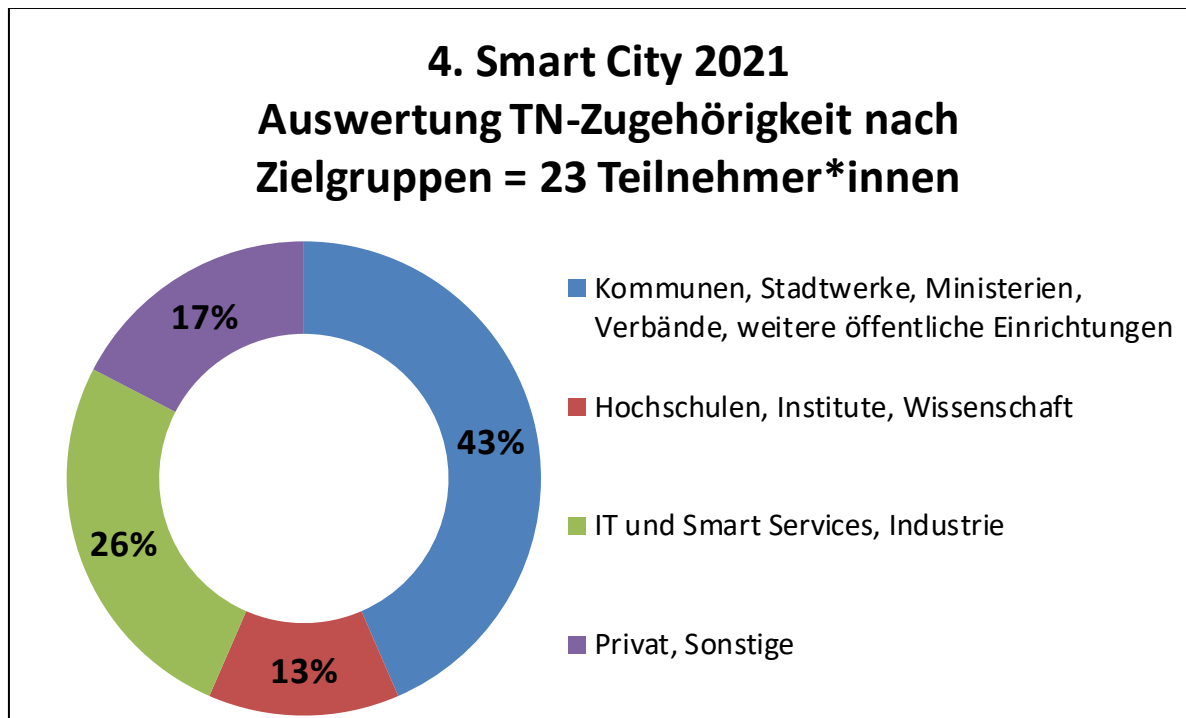 4. Smart City 2021
Auswertung TN-Zugehörigkeit nach
Zielgruppen = 23 Teilnehmer*innen
17%
43%
26%
13%
Kommunen, Stadtwerke, Ministerien,
Verbände, weitere öffentliche Einrichtungen
Hochschulen, Institute, Wissenschaft
IT und Smart Services, Industrie
Privat, Sonstige